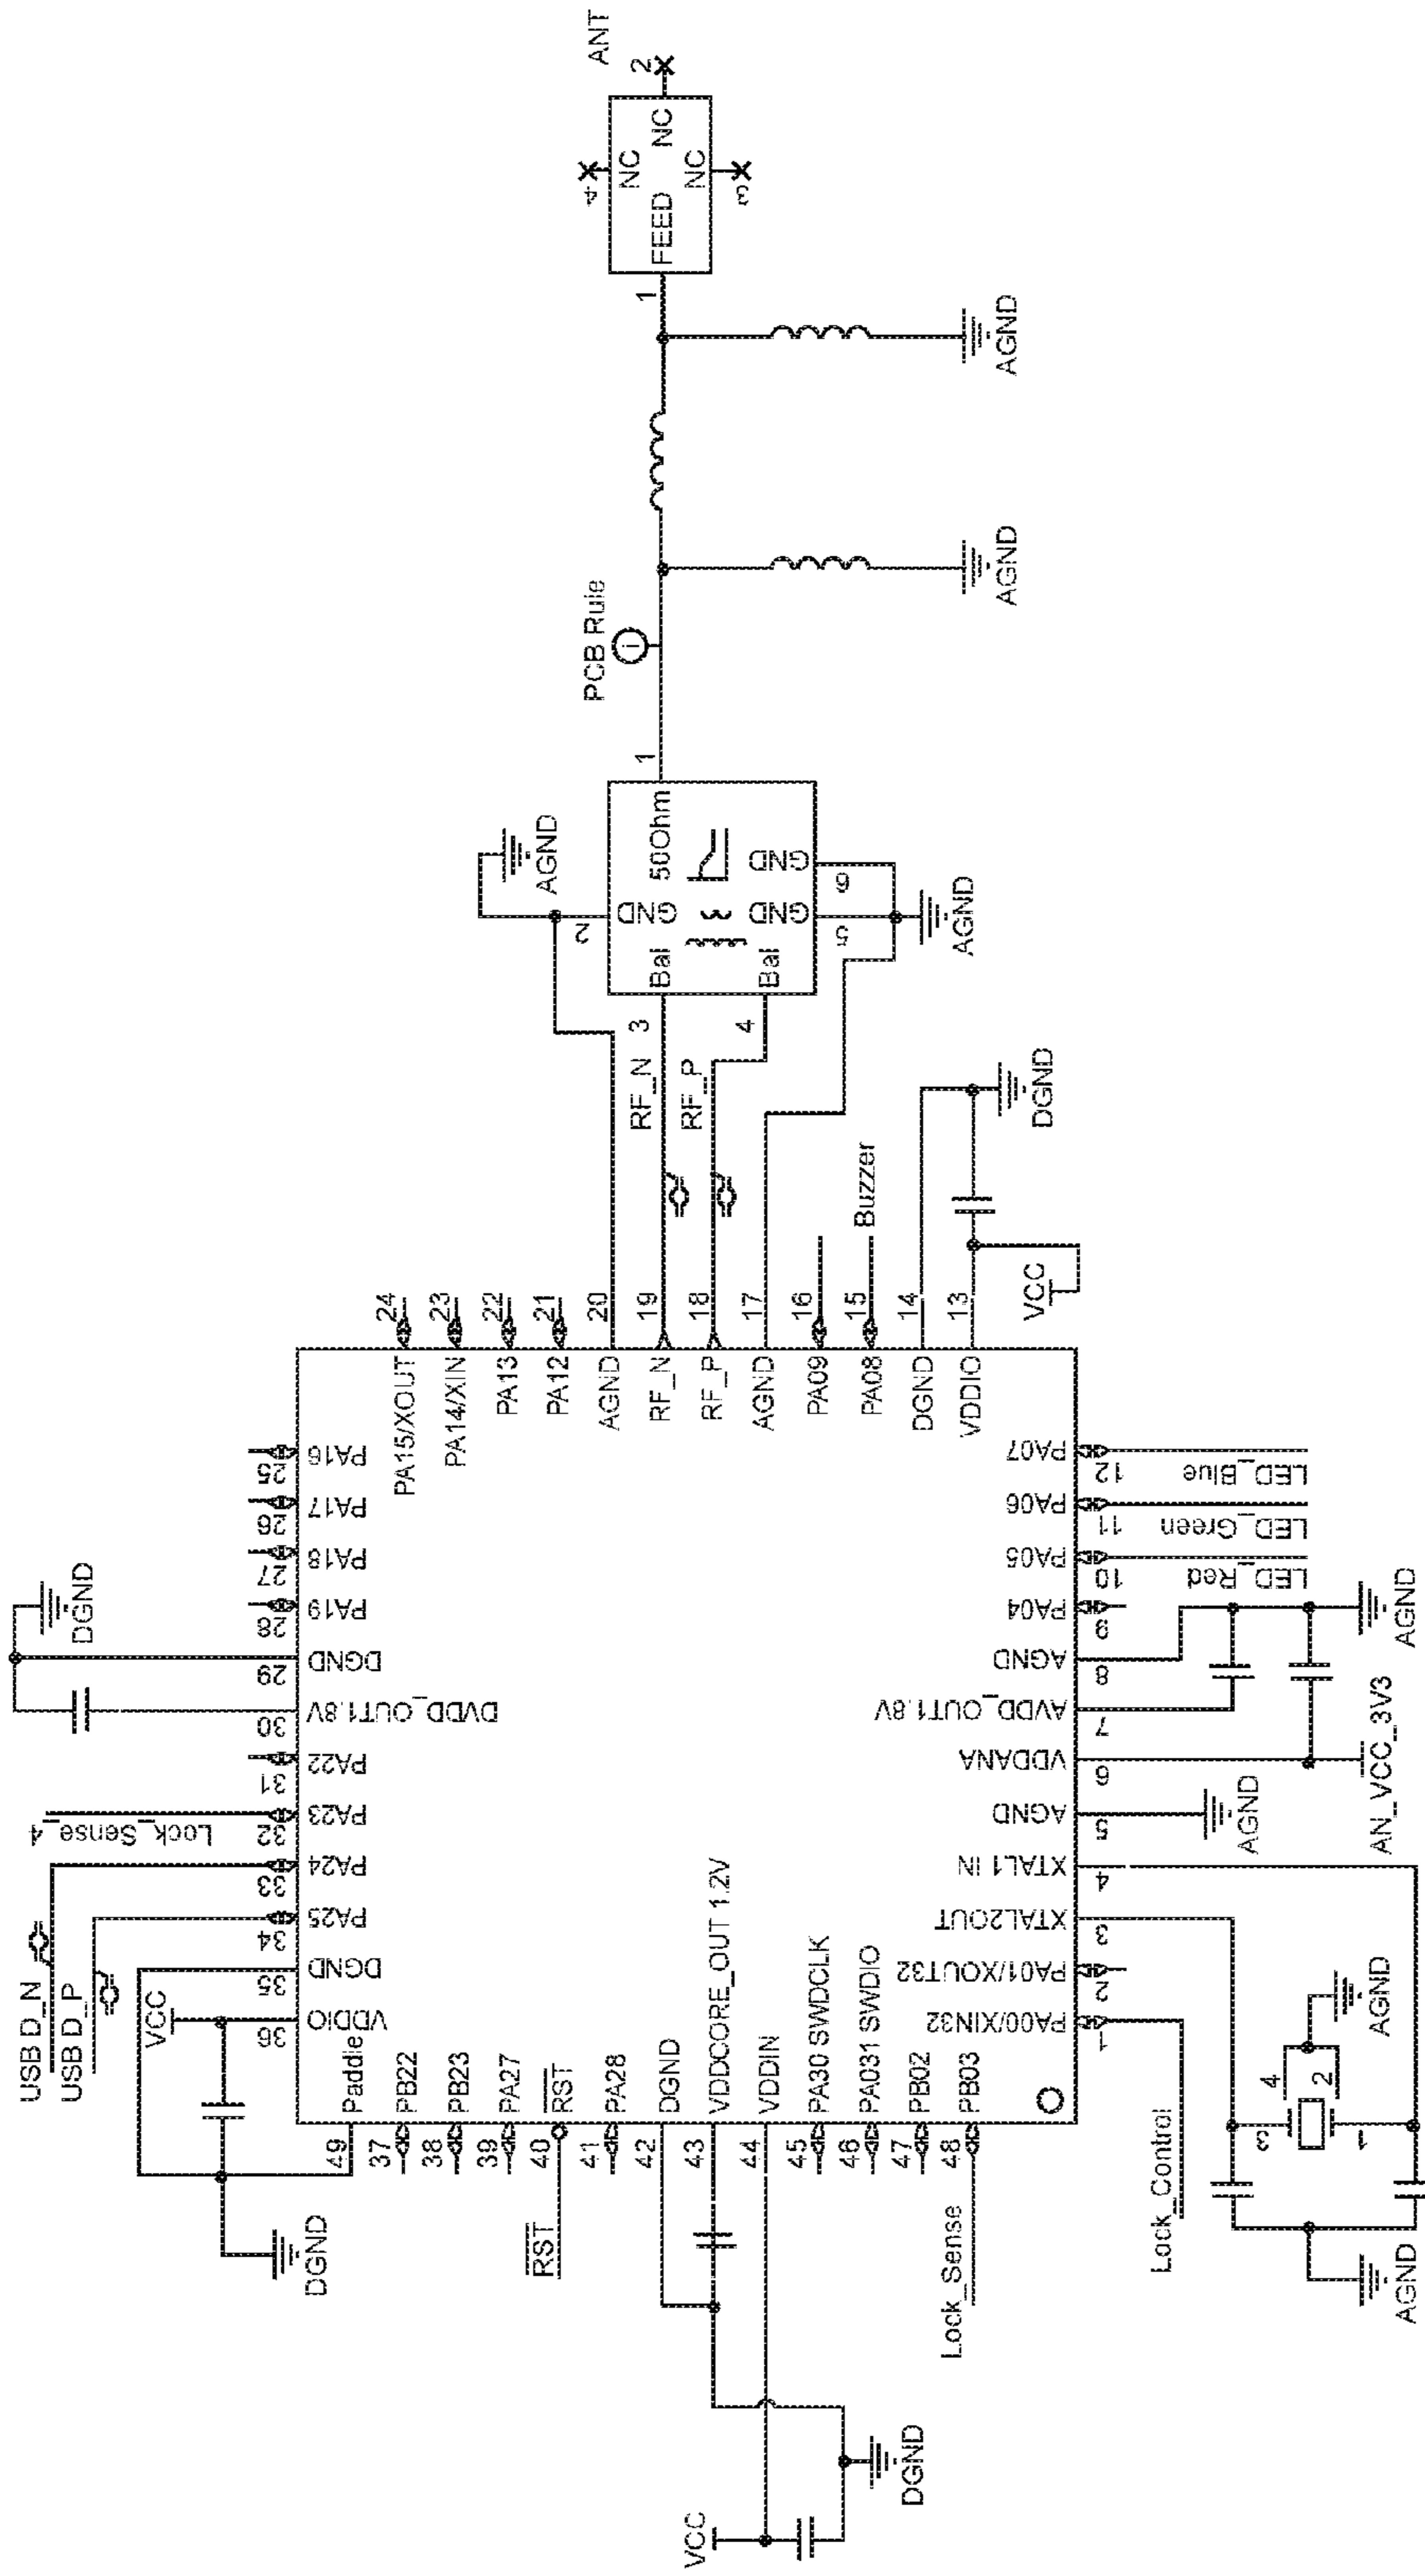 ANT
2
4
NC
NC
FEED
NC
3
1
AGND
AGND
PCB Rule
i
1
AGND
2
GND
50Ohm
Bal
GND
GND
Bal
6
5
AGND
3
4
RF_N
RF_P
DGND
Buzzer
VCC
24
23
22
21
20
19
18
17
16
15
14
13
PA15/XOUT
PA14/XIN
PA13
PA12
AGND
RF_N
RF_P
AGND
PA09
PA08
DGND
VDDIO
25
PA16
26
PA17
27
PA18
28
PA19
29
DGND
30
DVDD_OUT1.8V
31
PA22
32
PA23
33
PA24
34
PA25
35
DGND
36
VDDIO
DGND
Lock_Sense_4
USB D_N
USB D_P
VCC
DGND
PA07
12
LED_Blue
PA06
11
LED_Green
PA05
10
LED_Red
PA04
9
AGND
8
AVDD_OUT1.8V
7
VDDANA
6
AGND
5
XTAL1 IN
4
XTAL2OUT
3
PA01/XOUT32
2
PA00/XIN32
1
AGND
AN_VCC_3V3
AGND
AGND
4
2
3
1
Lock_Control
AGND
Paddle
PB22
PB23
PA27
RST
PA28
DGND
VDDCORE_OUT 1.2V
VDDIN
PA30 SWDCLK
PA031 SWDIO
PB02
PB03
49
37
38
39
40
41
42
43
44
45
46
47
48
RST
Lock_Sense
VCC
DGND